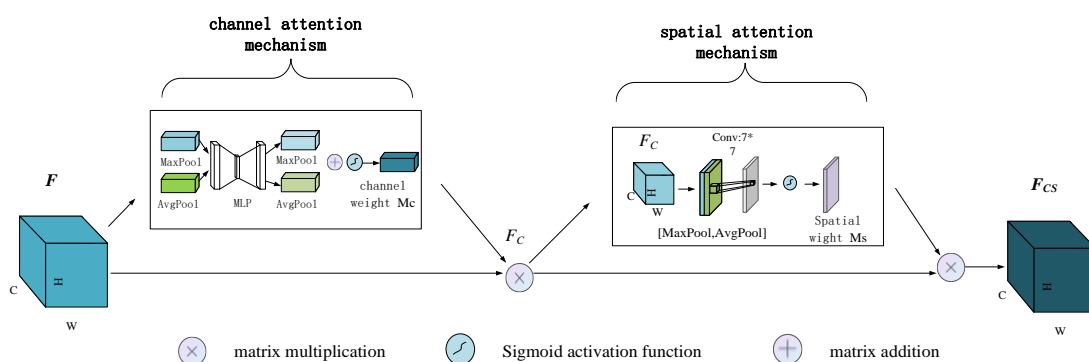 channel attention
mechanism
spatial attention
mechanism
F
MaxPool
AvgPool
MLP
MaxPool
AvgPool
channel
weight Mc
F_C
F_C
C
H
W
Conv:7*
7
[MaxPool,AvgPool]
Spatial
wight Ms
F_CS
C
H
W
C
H
W
matrix multiplication
Sigmoid activation function
matrix addition